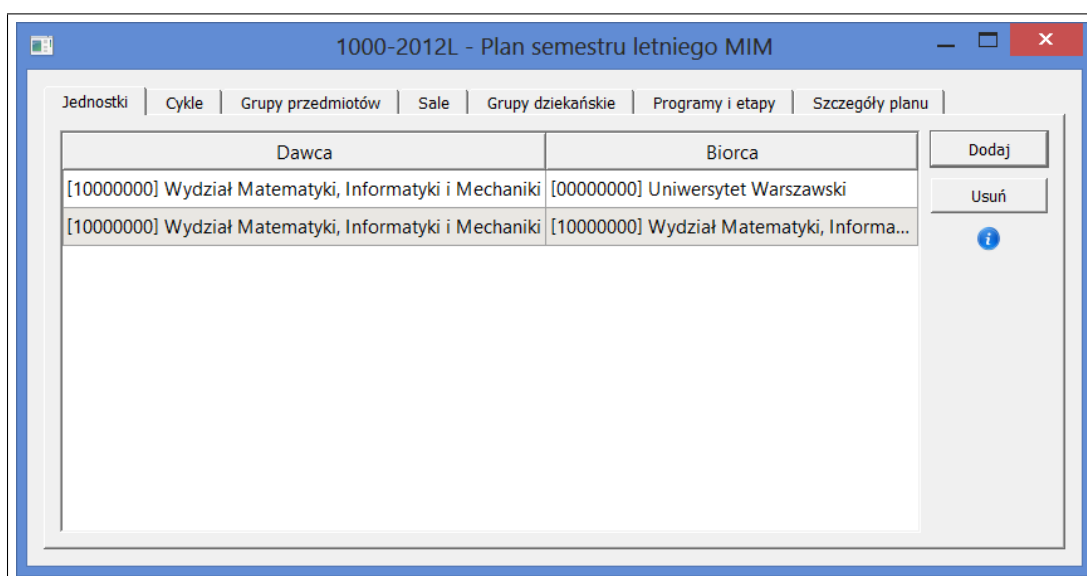 1000-2012L - Plan semestru letniego MIM
Jednostki Cykle Grupy przedmiotów Sale Grupy dziekańskie Programy i etapy Szczegóły planu
Dawca Biorca Dodaj
[10000000] Wydział Matematyki, Informatyki i Mechaniki [00000000] Uniwersytet Warszawski Usuń
[10000000] Wydział Matematyki, Informatyki i Mechaniki [10000000] Wydział Matematyki, Informa...